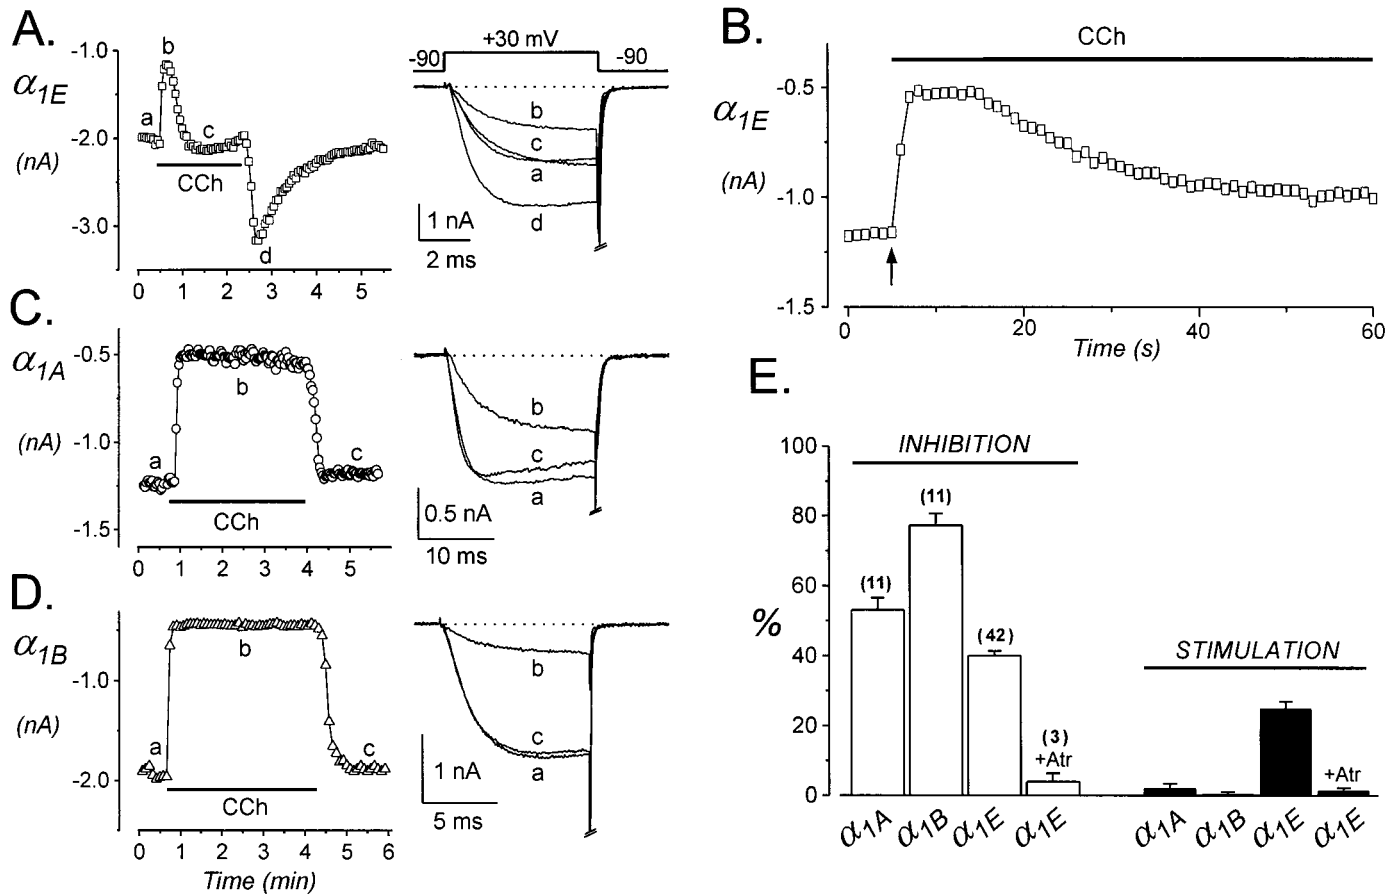 A.
α1E
(nA)
-1.0
-2.0
-3.0
a
b
c
d
CCh
0
1
2
3
4
5
-90
+30 mV
-90
b
c
a
d
1 nA
2 ms
B.
α1E
(nA)
-0.5
-1.0
-1.5
CCh
0
20
40
60
Time (s)
C.
α1A
(nA)
-0.5
-1.0
-1.5
a
b
c
CCh
0
1
2
3
4
5
b
c
a
0.5 nA
10 ms
D.
α1B
(nA)
-1.0
-2.0
a
b
c
CCh
0
1
2
3
4
5
6
Time (min)
b
c
a
1 nA
5 ms
E.
%
100
80
60
40
20
0
INHIBITION
(11)
(11)
(42)
(3)
+Atr
STIMULATION
+Atr
α1A
α1B
α1E
α1E
α1A
α1B
α1E
α1E